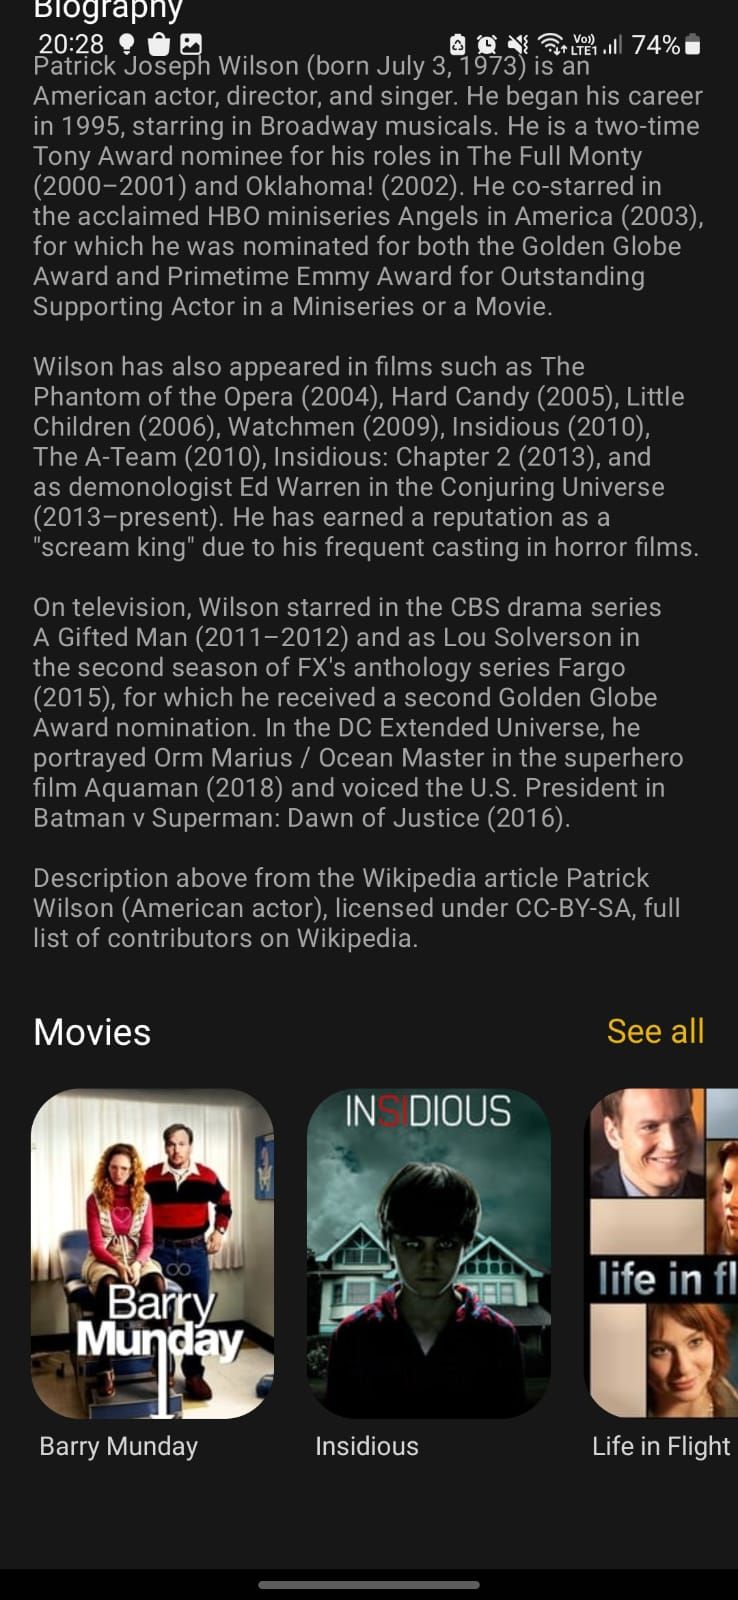 Biography
20:28 Vo)) LTE1 74%
Patrick Joseph Wilson (born July 3, 1973) is an
American actor, director, and singer. He began his career
in 1995, starring in Broadway musicals. He is a two-time
Tony Award nominee for his roles in The Full Monty
(2000–2001) and Oklahoma! (2002). He co-starred in
the acclaimed HBO miniseries Angels in America (2003),
for which he was nominated for both the Golden Globe
Award and Primetime Emmy Award for Outstanding
Supporting Actor in a Miniseries or a Movie.
Wilson has also appeared in films such as The
Phantom of the Opera (2004), Hard Candy (2005), Little
Children (2006), Watchmen (2009), Insidious (2010),
The A-Team (2010), Insidious: Chapter 2 (2013), and
as demonologist Ed Warren in the Conjuring Universe
(2013–present). He has earned a reputation as a
"scream king" due to his frequent casting in horror films.
On television, Wilson starred in the CBS drama series
A Gifted Man (2011–2012) and as Lou Solverson in
the second season of FX's anthology series Fargo
(2015), for which he received a second Golden Globe
Award nomination. In the DC Extended Universe, he
portrayed Orm Marius / Ocean Master in the superhero
film Aquaman (2018) and voiced the U.S. President in
Batman v Superman: Dawn of Justice (2016).
Description above from the Wikipedia article Patrick
Wilson (American actor), licensed under CC-BY-SA, full
list of contributors on Wikipedia.
Movies See all
Barry
Munday
INSIDIOUS
life in fl
Barry Munday
Insidious
Life in Flight